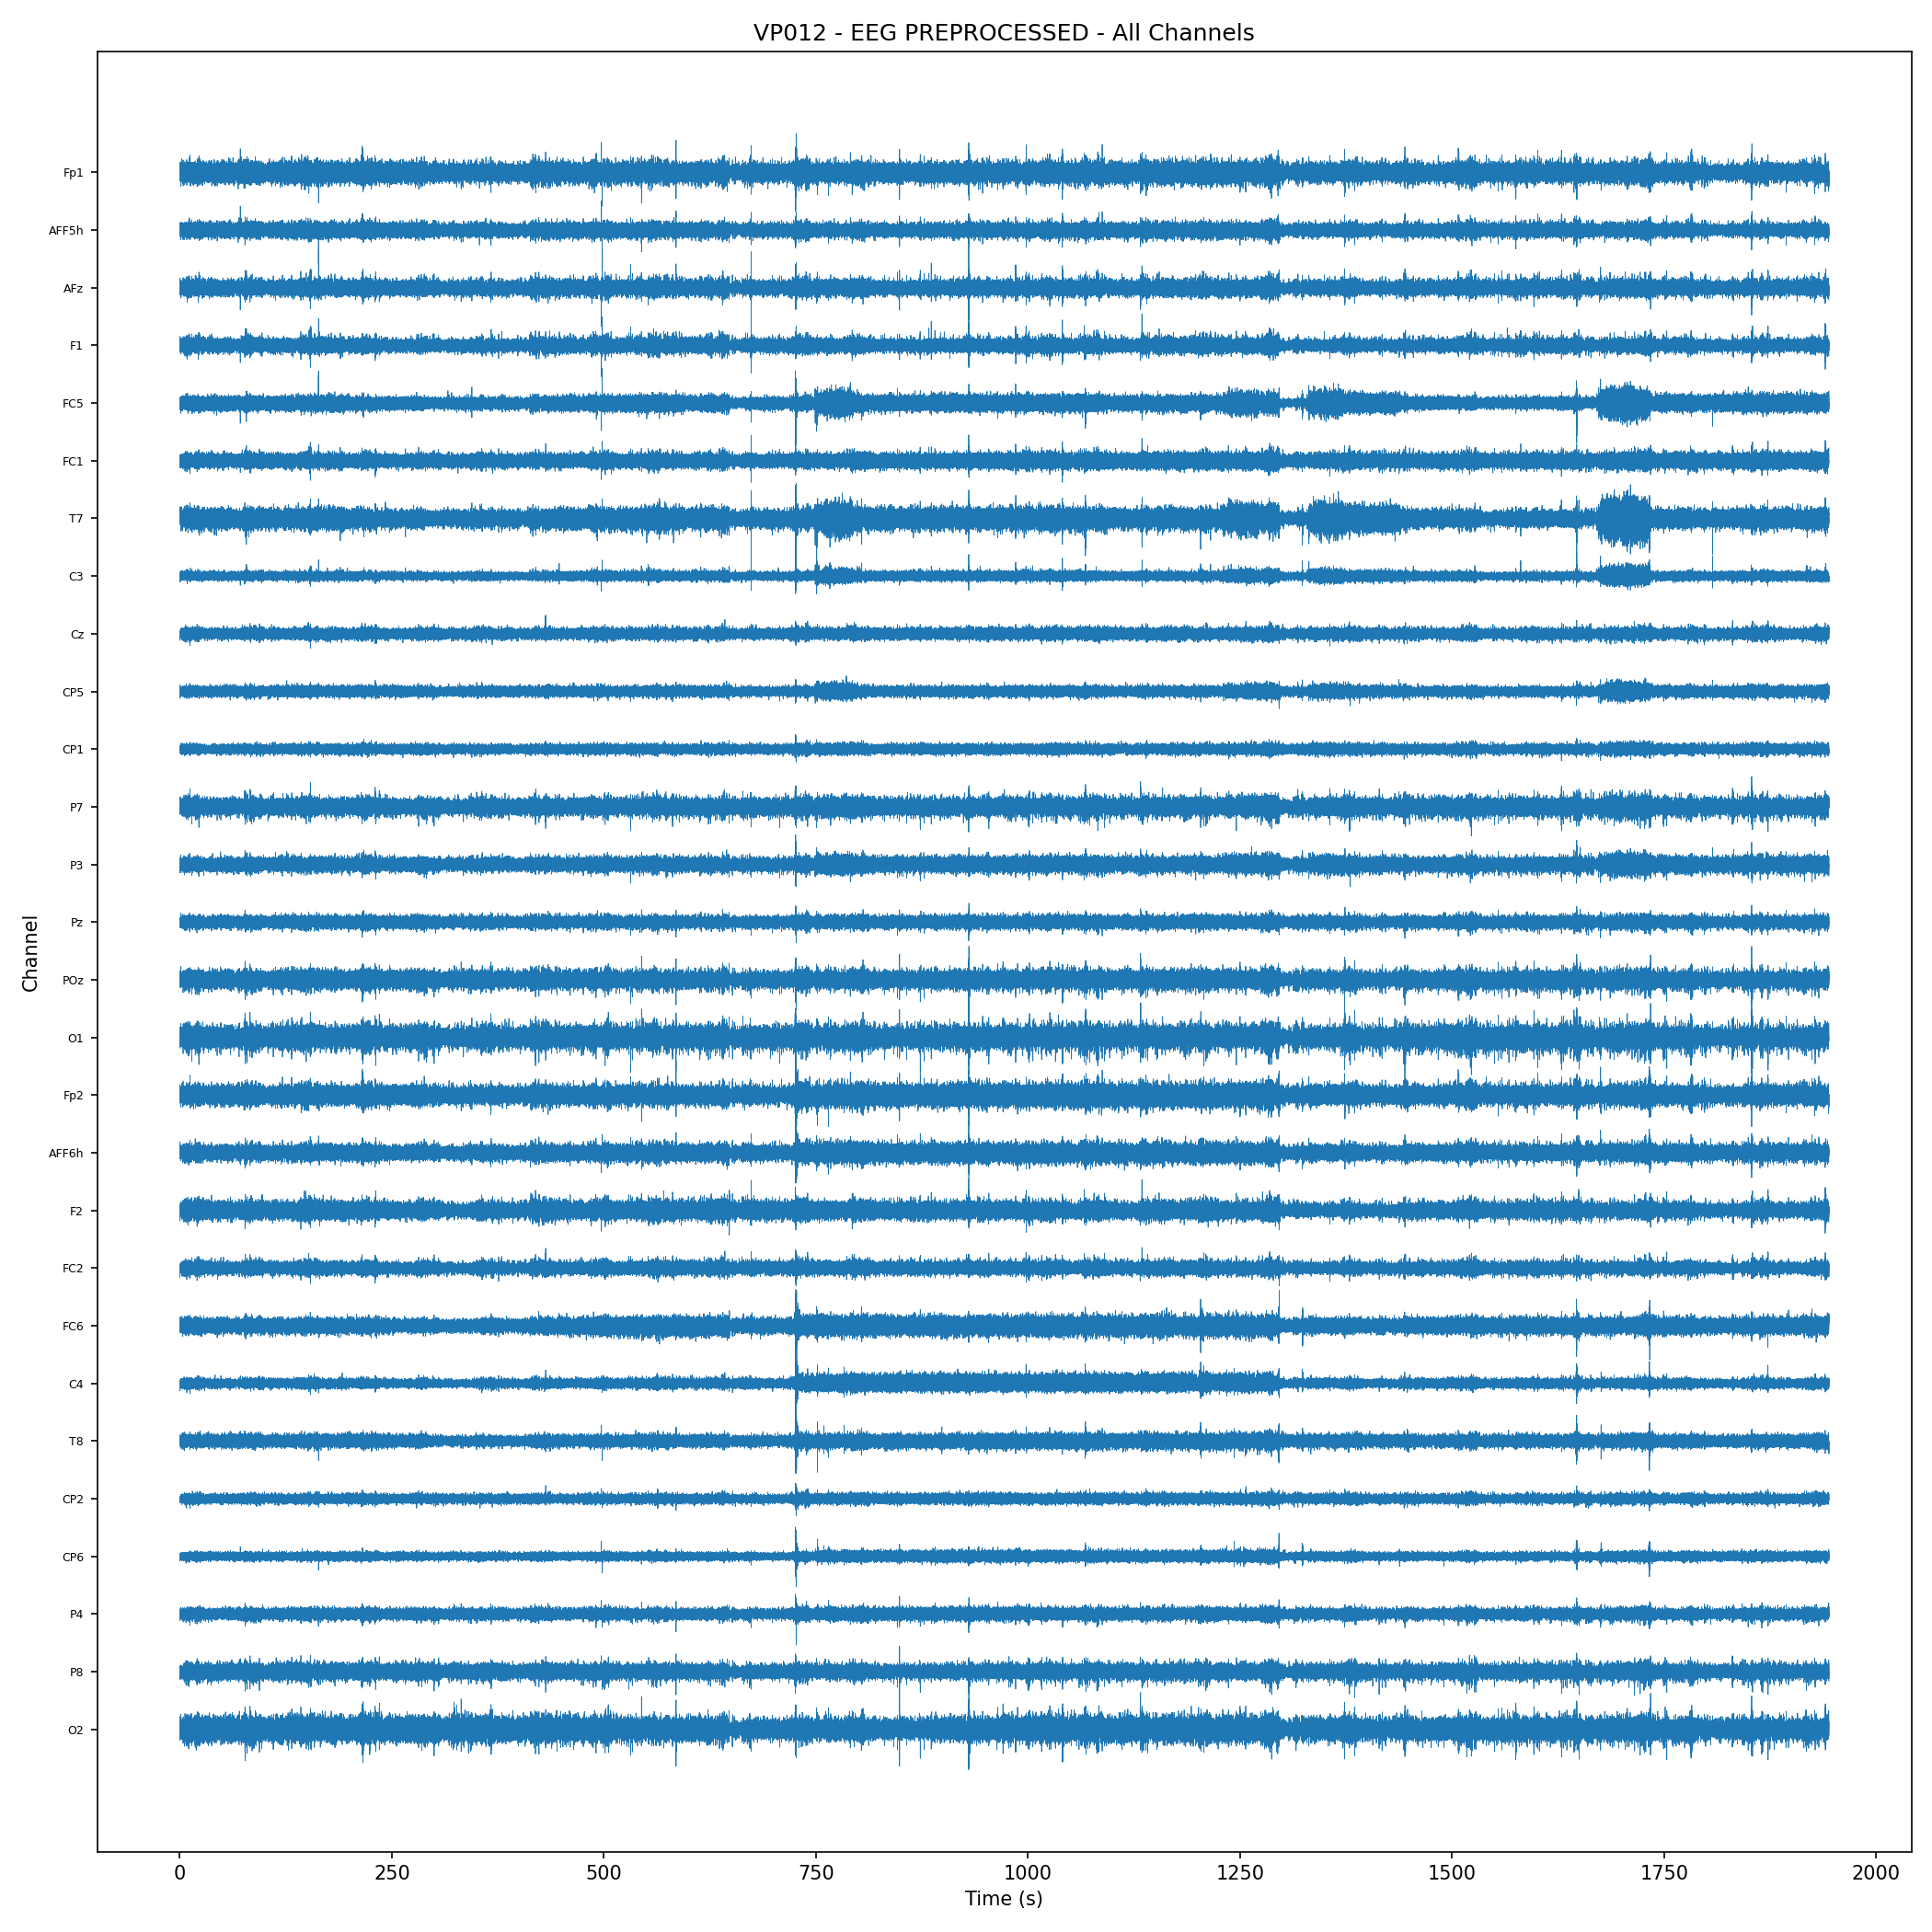 VP012 - EEG PREPROCESSED - All Channels
Fp1
AFF5h
AFz
F1
FC5
FC1
T7
C3
Cz
CP5
CP1
P7
P3
Pz
POz
O1
Fp2
AFF6h
F2
FC2
FC6
C4
T8
CP2
CP6
P4
P8
O2
Channel
0 250 500 750 1000 1250 1500 1750 2000
Time (s)